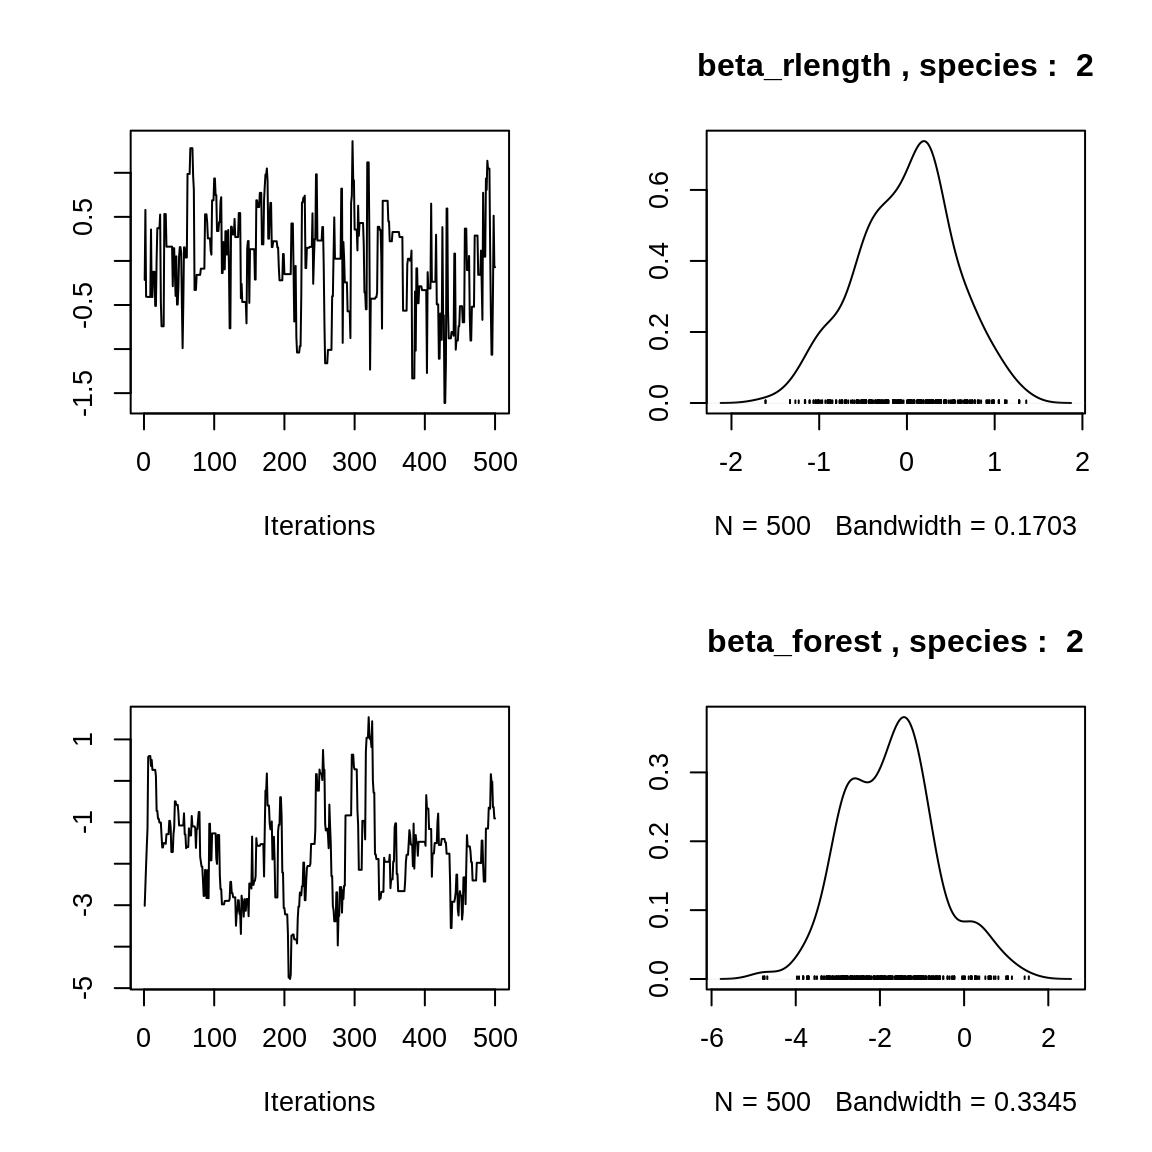 beta_rlength , species :  2
0.5
-0.5
-1.5
0 100 200 300 400 500
Iterations
0.6
0.4
0.2
0.0
-2 -1 0 1 2
N = 500   Bandwidth = 0.1703
beta_forest , species :  2
1
-1
-3
-5
0 100 200 300 400 500
Iterations
0.3
0.2
0.1
0.0
-6 -4 -2 0 2
N = 500   Bandwidth = 0.3345